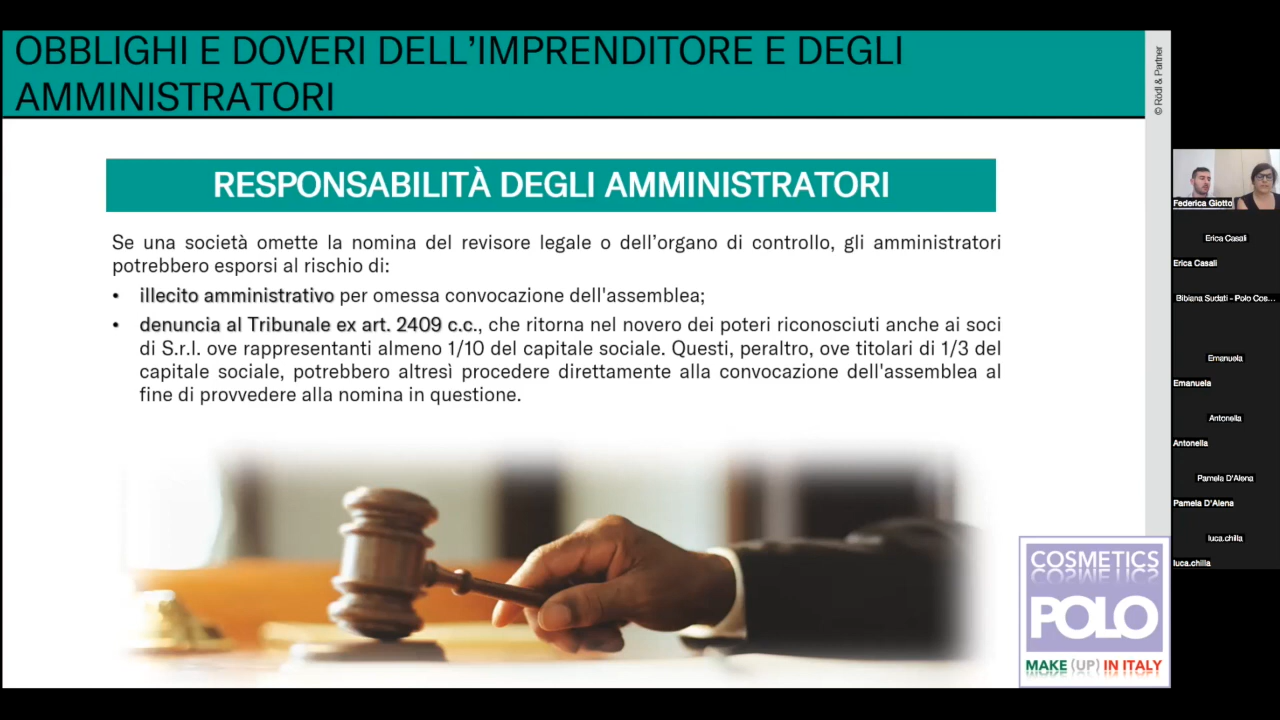 OBBLIGHI E DOVERI DELL'IMPRENDITORE E DEGLI
AMMINISTRATORI
© Rödl & Partner
RESPONSABILITÀ DEGLI AMMINISTRATORI
Se una società omette la nomina del revisore legale o dell'organo di controllo, gli amministratori
potrebbero esporsi al rischio di:
• illecito amministrativo per omessa convocazione dell'assemblea;
• denuncia al Tribunale ex art. 2409 c.c., che ritorna nel novero dei poteri riconosciuti anche ai soci
di S.r.l. ove rappresentanti almeno 1/10 del capitale sociale. Questi, peraltro, ove titolari di 1/3 del
capitale sociale, potrebbero altresì procedere direttamente alla convocazione dell'assemblea al
fine di provvedere alla nomina in questione.
COSMETICS
POLO
MAKE (UP) IN ITALY
Federica Giotto
Erica Casali
Erica Casali
Bibiana Sudati - Polo Cos...
Emanuela
Emanuela
Antonella
Antonella
Pamela D'Alena
Pamela D'Alena
luca.chilla
luca.chilla